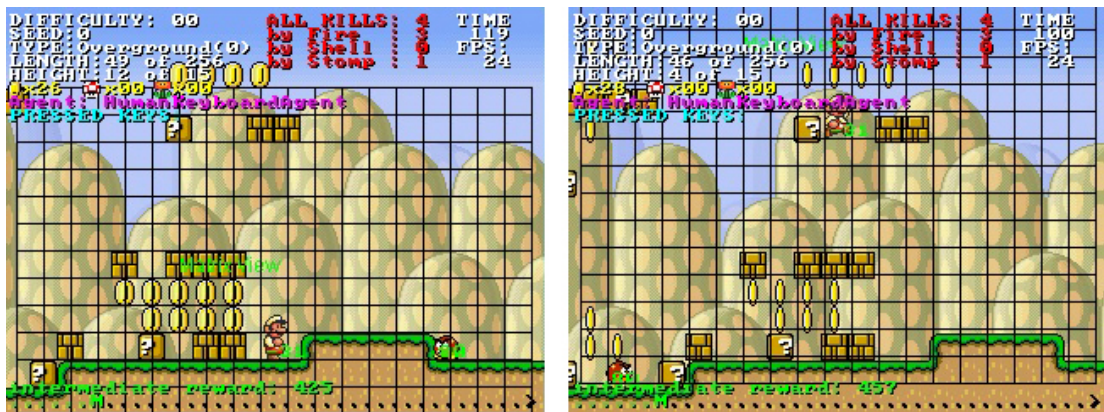 DIFFICULTY: 00
SEED:0
TYPE:Overground(0)
LENGTH:49 of 256
HEIGHT:12 of 15
x26 x00 x00
Agent: HumanKeyboardAgent
PRESSED KEYS:
ALL KILLS: 4
by Fire : 3
by Shell : 0
by Stomp : 1
TIME
119
FPS:
24
MarioView
intermediate reward: 425
M
DIFFICULTY: 00
SEED:0
TYPE:Overground(0)
LENGTH:46 of 256
HEIGHT:4 of 15
x28 x00 x00
Agent: HumanKeyboardAgent
PRESSED KEYS:
ALL KILLS: 4
by Fire : 3
by Shell : 0
by Stomp : 1
TIME
100
FPS:
24
intermediate reward: 457
M